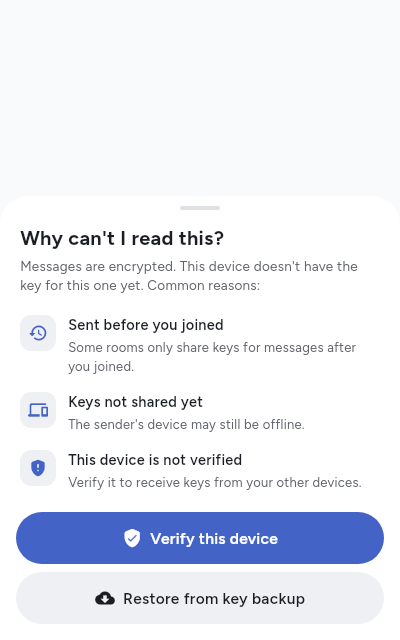 Why can't I read this?
Messages are encrypted. This device doesn't have the
key for this one yet. Common reasons:
Sent before you joined
Some rooms only share keys for messages after
you joined.
Keys not shared yet
The sender's device may still be offline.
This device is not verified
Verify it to receive keys from your other devices.
Verify this device
Restore from key backup